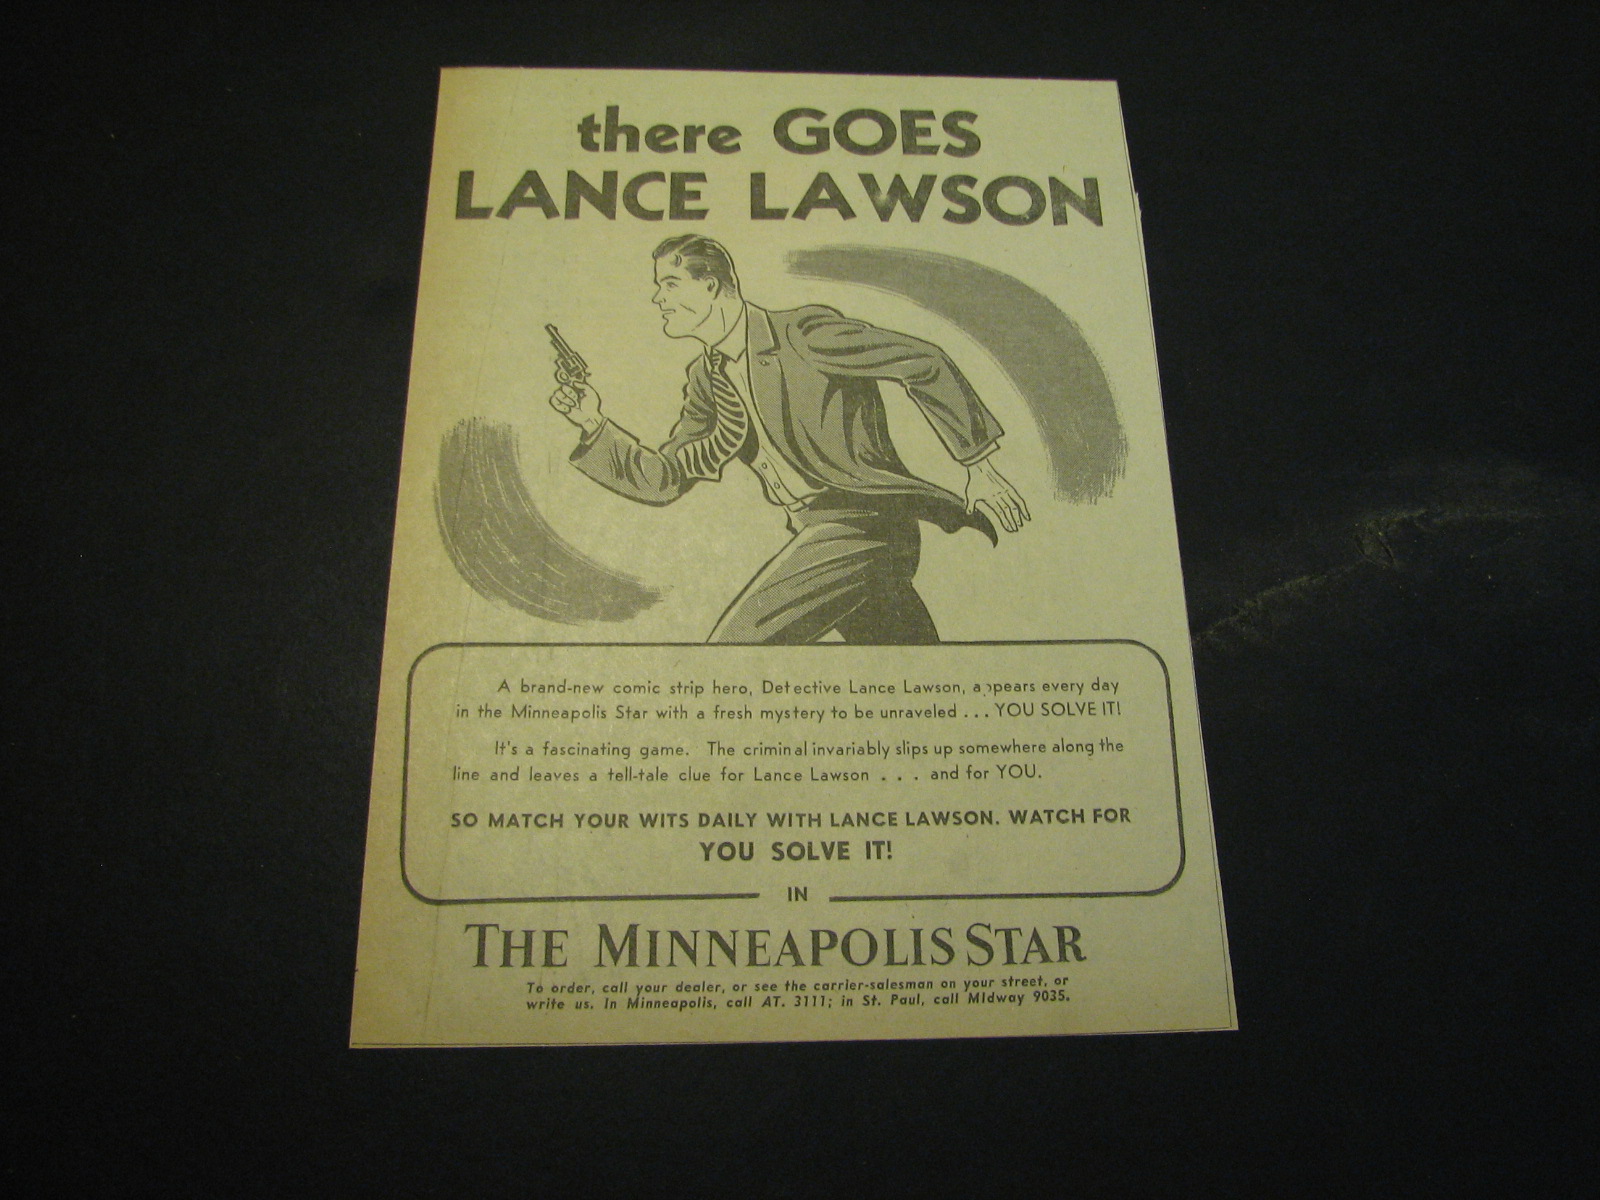 there GOES
LANCE LAWSON
A brand-new comic strip hero, Detective Lance Lawson, appears every day
in the Minneapolis Star with a fresh mystery to be unraveled . . . YOU SOLVE IT!
It's a fascinating game. The criminal invariably slips up somewhere along the
line and leaves a tell-tale clue for Lance Lawson . . . and for YOU.
SO MATCH YOUR WITS DAILY WITH LANCE LAWSON. WATCH FOR
YOU SOLVE IT!
IN
THE MINNEAPOLIS STAR
To order, call your dealer, or see the carrier-salesman on your street, or
write us. In Minneapolis, call AT. 3111; in St. Paul, call MIdway 9035.